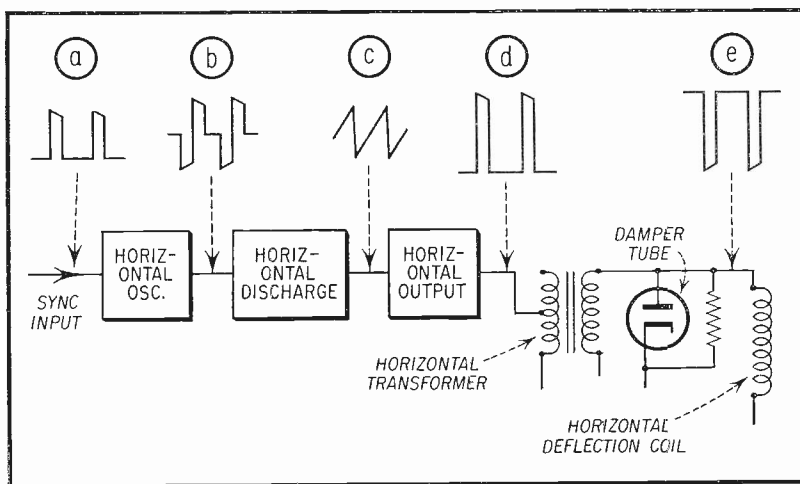 a
b
c
d
e
SYNC
INPUT
HORIZ-
ONTAL
OSC.
HORIZ-
ONTAL
DISCHARGE
HORIZ-
ONTAL
OUTPUT
HORIZONTAL
TRANSFORMER
DAMPER
TUBE
HORIZONTAL
DEFLECTION COIL